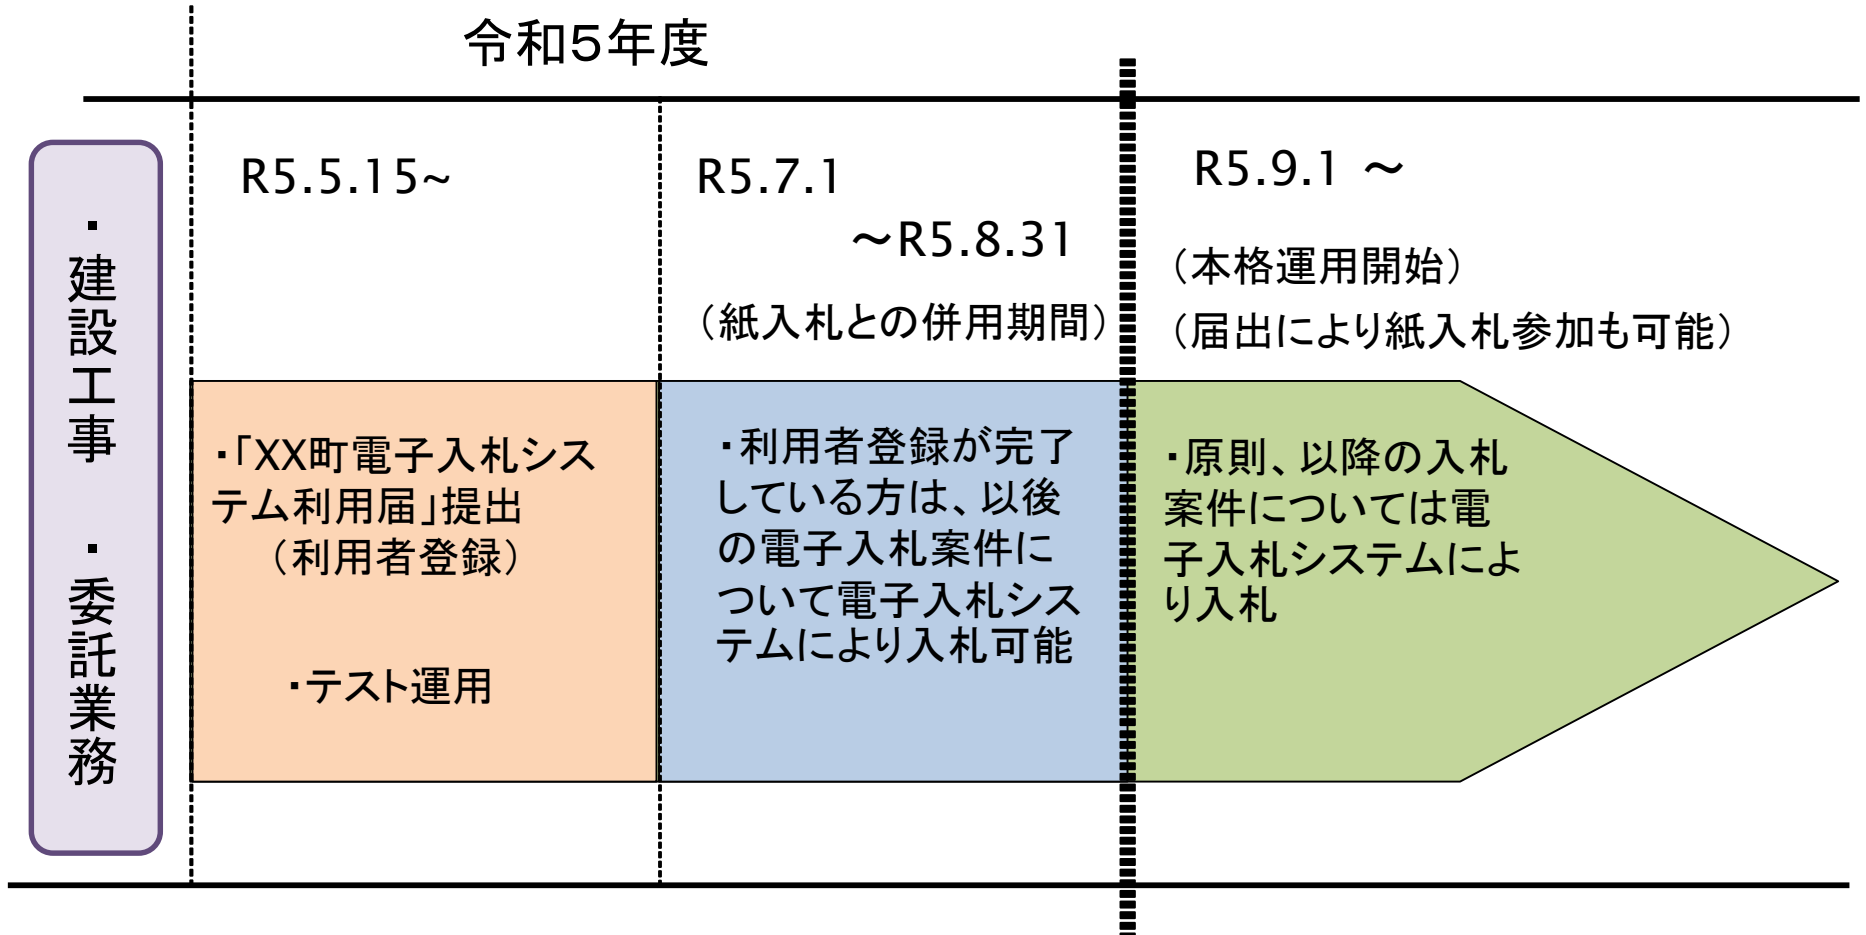 令和5年度
・建設工事　・委託業務
R5.5.15~
R5.7.1
～R5.8.31
（紙入札との併用期間）
R5.9.1 ～
（本格運用開始）
（届出により紙入札参加も可能）
・「XX町電子入札シス
テム利用届」提出
（利用者登録）
・テスト運用
・利用者登録が完了
している方は、以後
の電子入札案件に
ついて電子入札シス
テムにより入札可能
・原則、以降の入札
案件については電
子入札システムによ
り入札